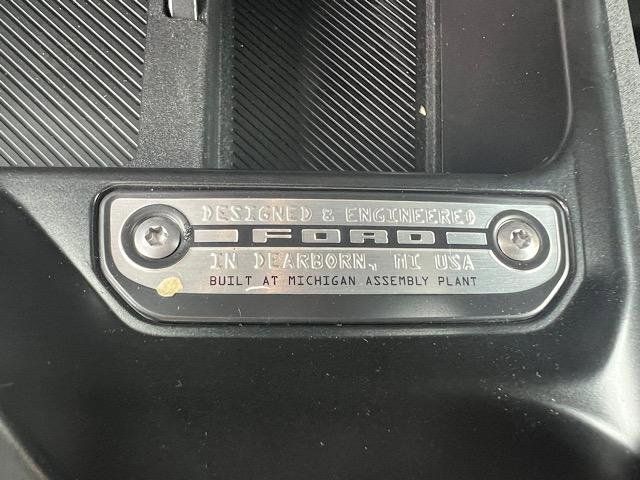 DESIGNED & ENGINEERED
FORD
IN DEARBORN, MI USA
BUILT AT MICHIGAN ASSEMBLY PLANT